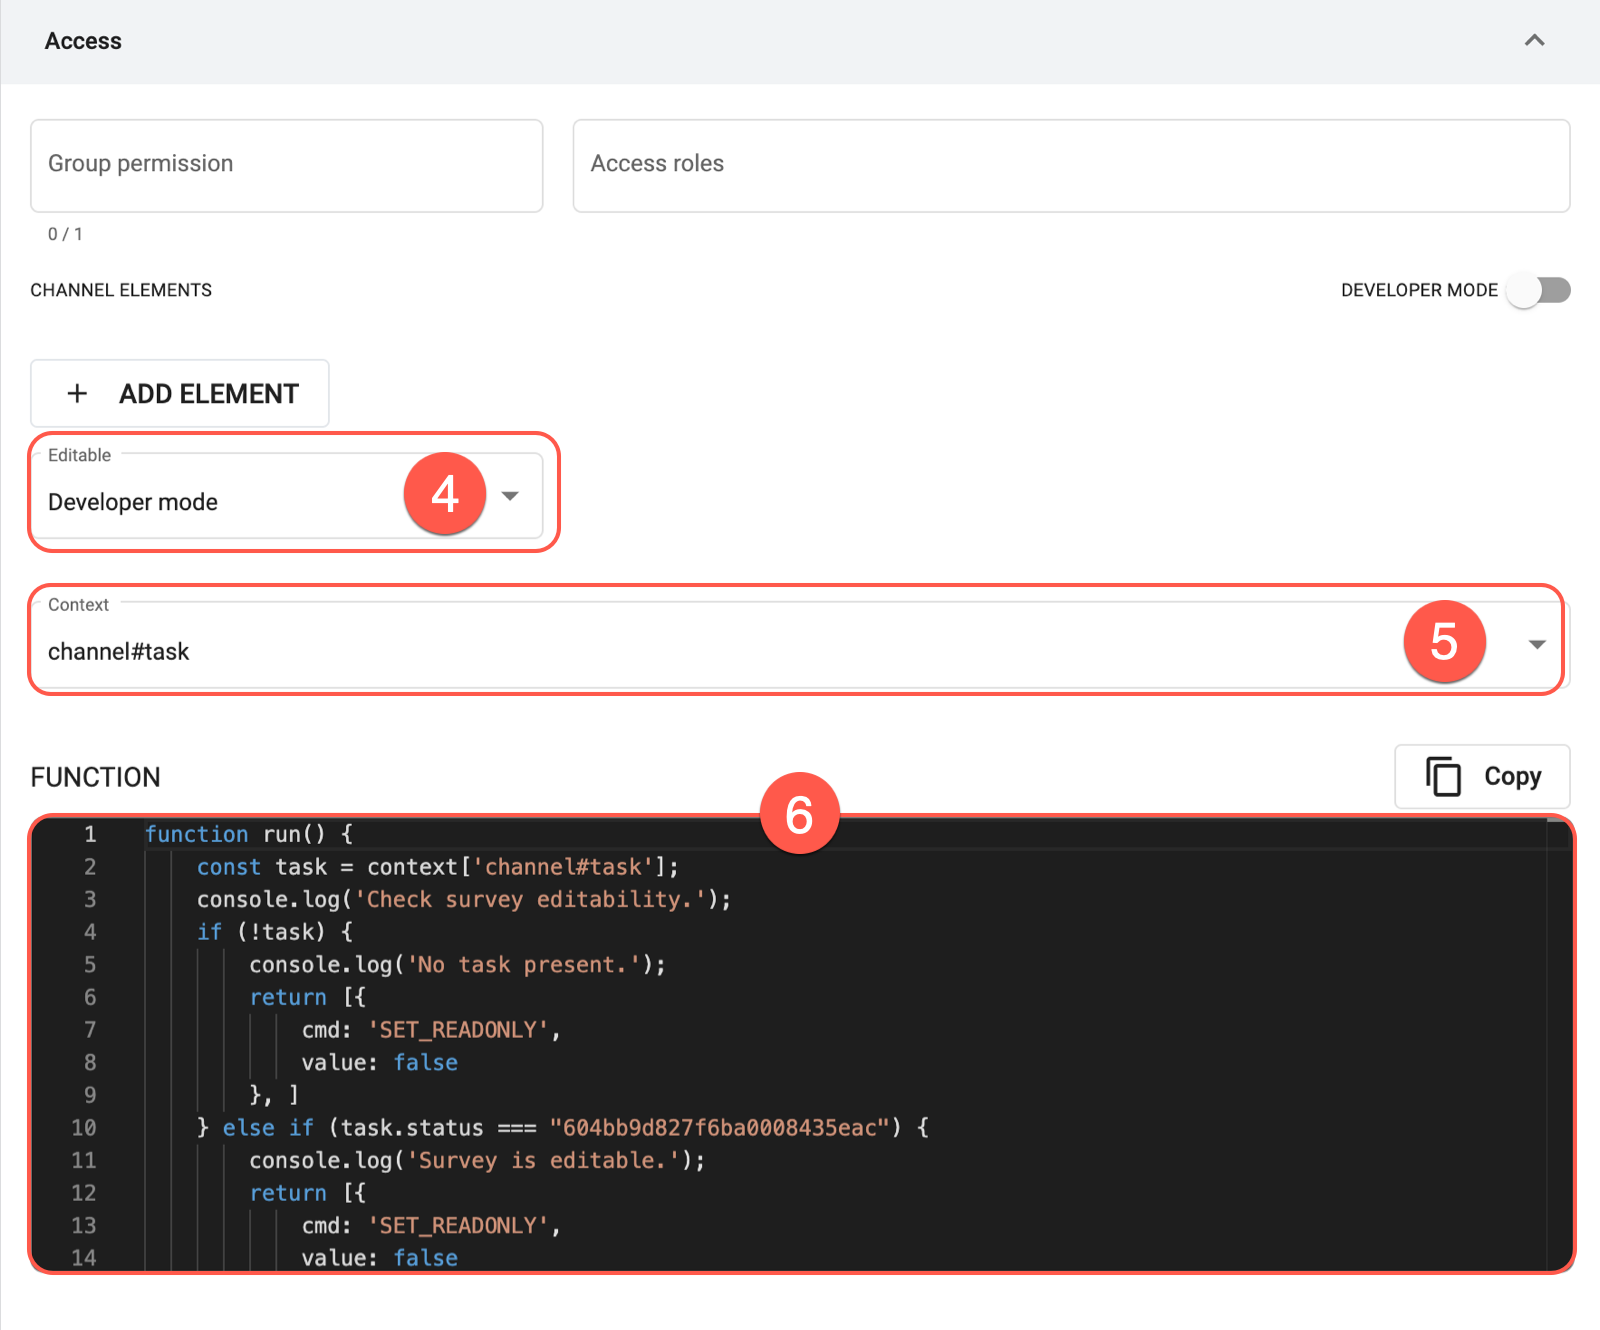 Access
Group permission
Access roles
0 / 1
CHANNEL ELEMENTS
DEVELOPER MODE
+ ADD ELEMENT
Editable
Developer mode
4
Context
channel#task
5
FUNCTION
Copy
6
1 function run() {
2 const task = context['channel#task'];
3 console.log('Check survey editability.');
4 if (!task) {
5 console.log('No task present.');
6 return [{
7 cmd: 'SET_READONLY',
8 value: false
9 }, ]
10 } else if (task.status === "604bb9d827f6ba0008435eac") {
11 console.log('Survey is editable.');
12 return [{
13 cmd: 'SET_READONLY',
14 value: false